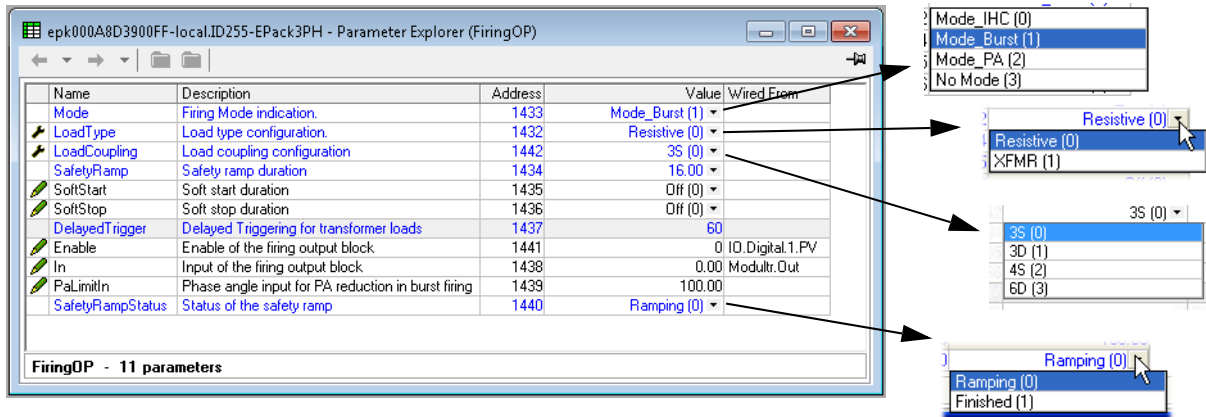 epk000A8D3900FF-local.ID255-EPack3PH - Parameter Explorer (FiringOP)
Name Description Address Value Wired From
Mode Firing Mode indication. 1433 Mode_Burst (1)
LoadType Load type configuration. 1432 Resistive (0)
LoadCoupling Load coupling configuration 1442 3S (0)
SafetyRamp Safety ramp duration 1434 16.00
SoftStart Soft start duration 1435 Off (0)
SoftStop Soft stop duration 1436 Off (0)
DelayedTrigger Delayed Triggering for transformer loads 1437 60
Enable Enable of the firing output block 1441 0 IO.Digital.1.PV
In Input of the firing output block 1438 0.00 Modultr.Out
PaLimitIn Phase angle input for PA reduction in burst firing 1439 100.00
SafetyRampStatus Status of the safety ramp 1440 Ramping (0)
FiringOP - 11 parameters
Mode_IHC (0)
Mode_Burst (1)
Mode_PA (2)
No Mode (3)
Resistive (0)
Resistive (0)
XFMR (1)
3S (0)
3S (0)
3D (1)
4S (2)
6D (3)
Ramping (0)
Ramping (0)
Finished (1)